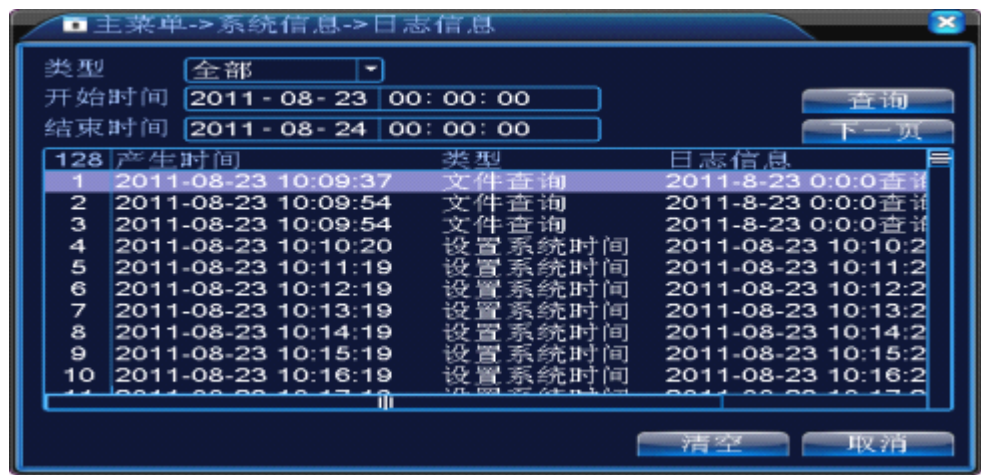 主菜单->系统信息->日志信息
类型 全部
开始时间 2011 - 08 - 23 00 : 00 : 00 查询
结束时间 2011 - 08 - 24 00 : 00 : 00 下一页
128 产生时间 类型 日志信息
1 2011-08-23 10:09:37 文件查询 2011-8-23 0:0:0查询
2 2011-08-23 10:09:54 文件查询 2011-8-23 0:0:0查询
3 2011-08-23 10:09:54 文件查询 2011-8-23 0:0:0查询
4 2011-08-23 10:10:20 设置系统时间 2011-08-23 10:10:2
5 2011-08-23 10:11:19 设置系统时间 2011-08-23 10:11:2
6 2011-08-23 10:12:19 设置系统时间 2011-08-23 10:12:2
7 2011-08-23 10:13:19 设置系统时间 2011-08-23 10:13:2
8 2011-08-23 10:14:19 设置系统时间 2011-08-23 10:14:2
9 2011-08-23 10:15:19 设置系统时间 2011-08-23 10:15:2
10 2011-08-23 10:16:19 设置系统时间 2011-08-23 10:16:2
清空 取消